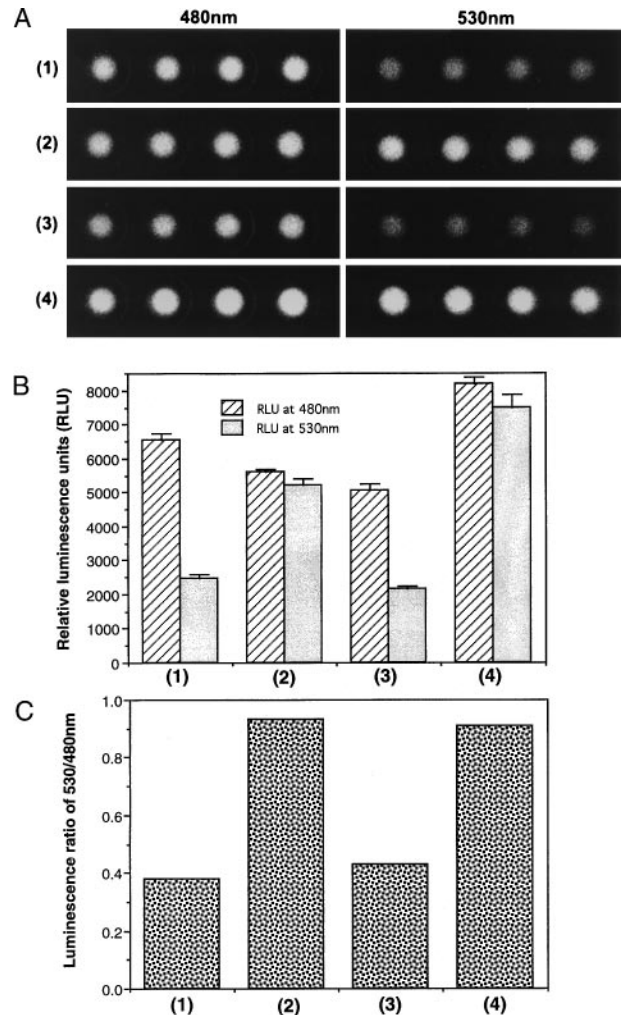 A
480nm 530nm
(1)
(2)
(3)
(4)
B
Relative luminescence units (RLU)
8000
7000
6000
5000
4000
3000
2000
1000
0
RLU at 480nm
RLU at 530nm
(1) (2) (3) (4)
C
Luminescence ratio of 530/480nm
1.0
0.8
0.6
0.4
0.2
0.0
(1) (2) (3) (4)